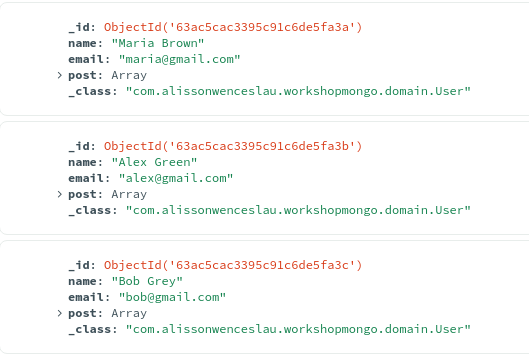 _id: ObjectId('63ac5cac3395c91c6de5fa3a')
name: "Maria Brown"
email: "maria@gmail.com"
> post: Array
_class: "com.alissonwenceslau.workshopmongo.domain.User"
_id: ObjectId('63ac5cac3395c91c6de5fa3b')
name: "Alex Green"
email: "alex@gmail.com"
> post: Array
_class: "com.alissonwenceslau.workshopmongo.domain.User"
_id: ObjectId('63ac5cac3395c91c6de5fa3c')
name: "Bob Grey"
email: "bob@gmail.com"
> post: Array
_class: "com.alissonwenceslau.workshopmongo.domain.User"